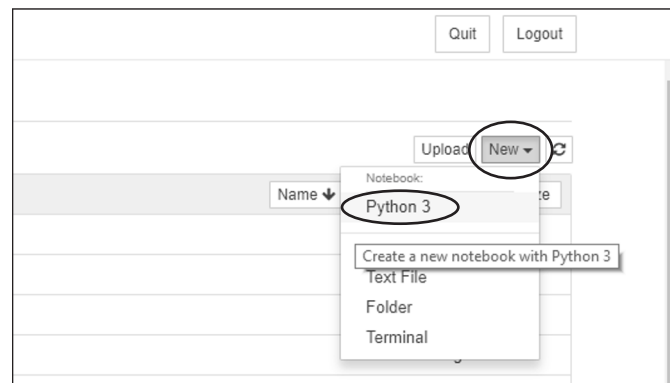 Quit Logout
Upload New
Notebook:
Name
Python 3
Create a new notebook with Python 3
Text File
Folder
Terminal